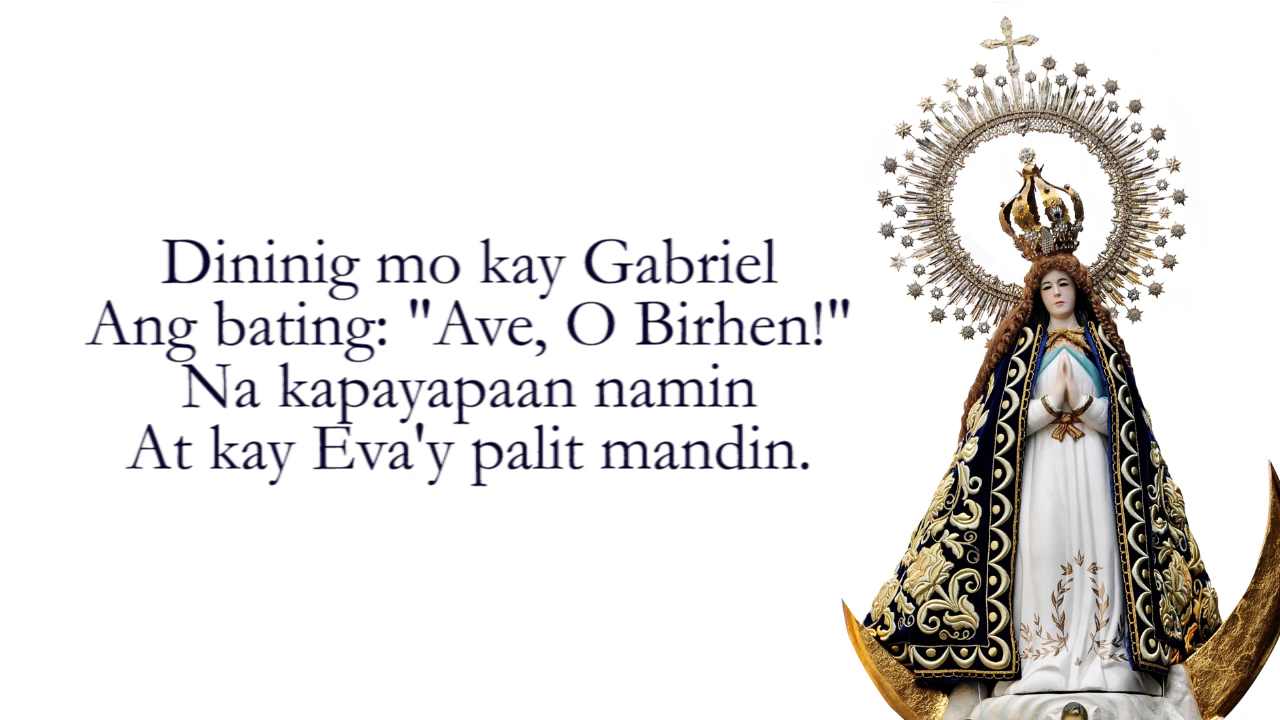 Dininig mo kay Gabriel
Ang bating: "Ave, O Birhen!"
Na kapayapaan namin
At kay Eva'y palit mandin.